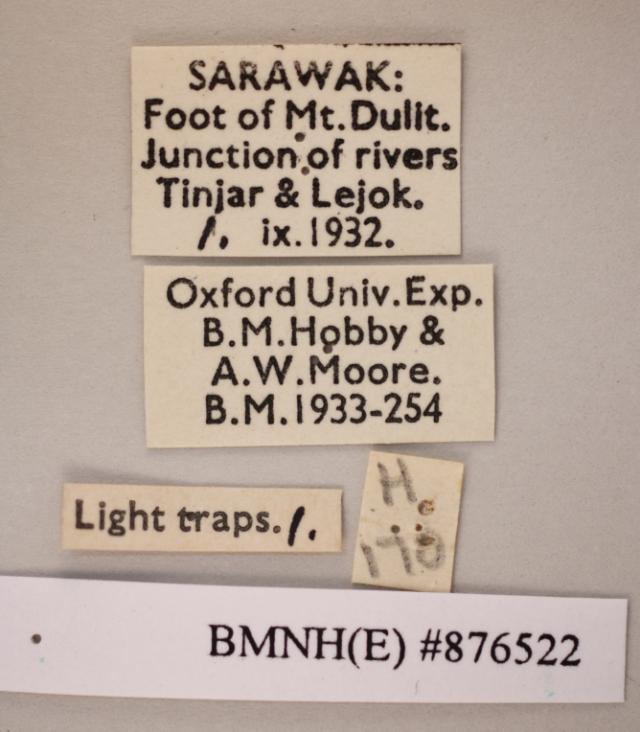 SARAWAK:
Foot of Mt. Dulit.
Junction of rivers
Tinjar & Lejok.
1. ix.1932.
Oxford Univ. Exp.
B.M.Hobby &
A.W.Moore.
B.M.1933-254
Light traps. 1.
H.
170
BMNH(E) #876522